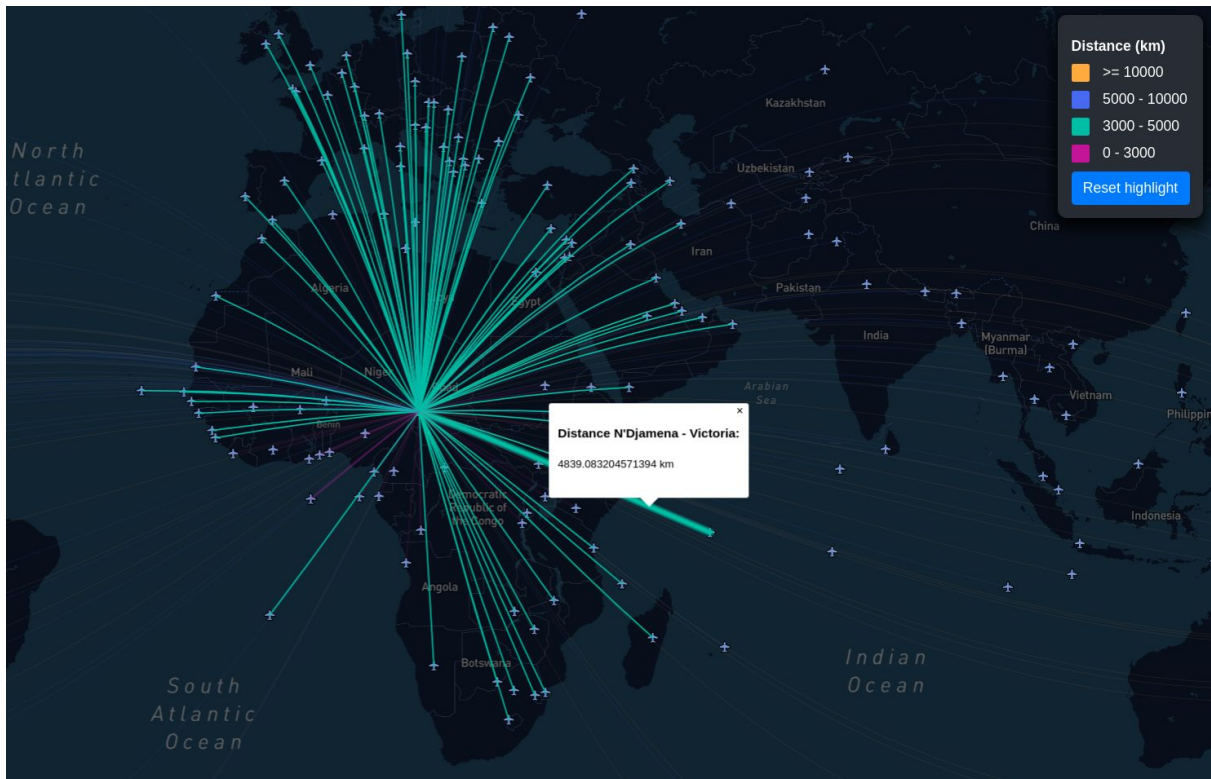 Distance (km)
>= 10000
5000 - 10000
3000 - 5000
0 - 3000
Reset highlight
Kazakhstan
North
tlantic
Ocean
Uzbekistan
China
Iran
Algeria
Egypt
Pakistan
India
Myanmar
(Burma)
Mali
Niger
Arabian
Sea
Vietnam
Philippin
Benin
×
Distance N'Djamena - Victoria:
4839.083204571394 km
Democratic
Republic of
the Congo
Indonesia
Angola
Botswana
Indian
Ocean
South
Atlantic
Ocean